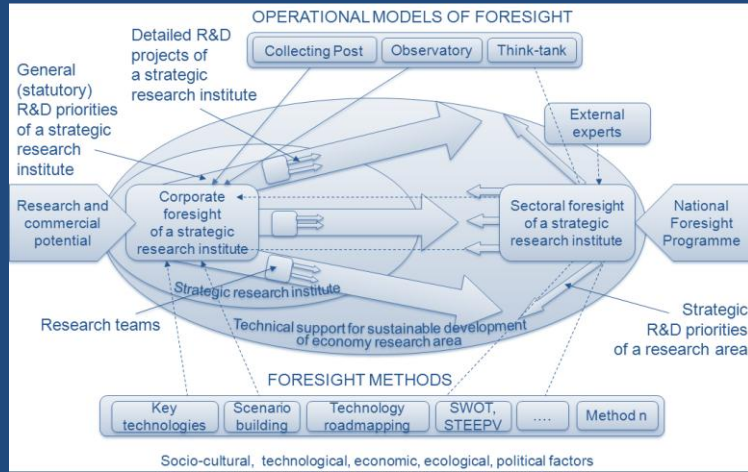 OPERATIONAL MODELS OF FORESIGHT
Collecting Post
Observatory
Think-tank
Detailed R&D
projects of
a strategic
research institute
General
(statutory)
R&D priorities
of a strategic
research
institute
External
experts
Research and
commercial
potential
Corporate
foresight
of a strategic
research institute
Sectoral foresight
of a strategic
research institute
National
Foresight
Programme
Strategic research institute
Research teams
Technical support for sustainable development
of economy research area
Strategic
R&D priorities
of a research area
FORESIGHT METHODS
Key
technologies
Scenario
building
Technology
roadmapping
SWOT,
STEEPV
....
Method n
Socio-cultural, technological, economic, ecological, political factors